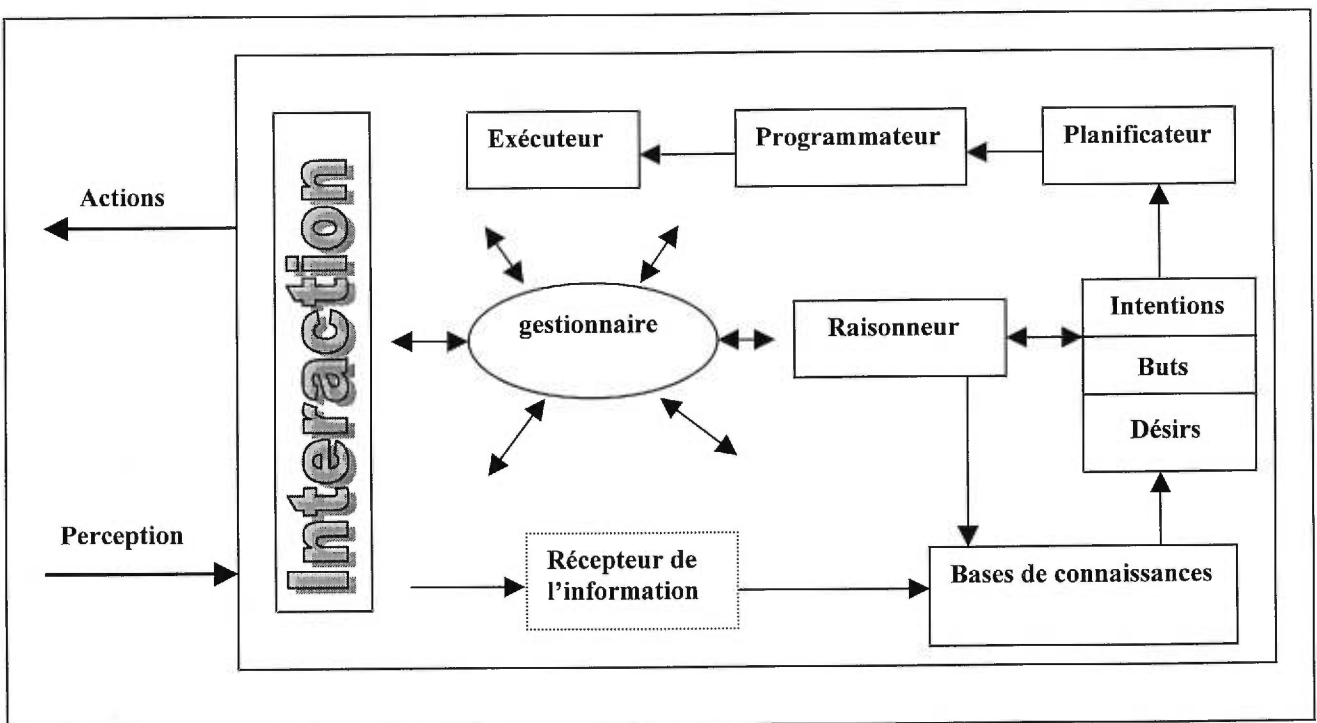 Exécuteur
Programmateur
Planificateur
Actions
Interaction
gestionnaire
Raisonneur
Intentions
Buts
Désirs
Perception
Récepteur de
l'information
Bases de connaissances